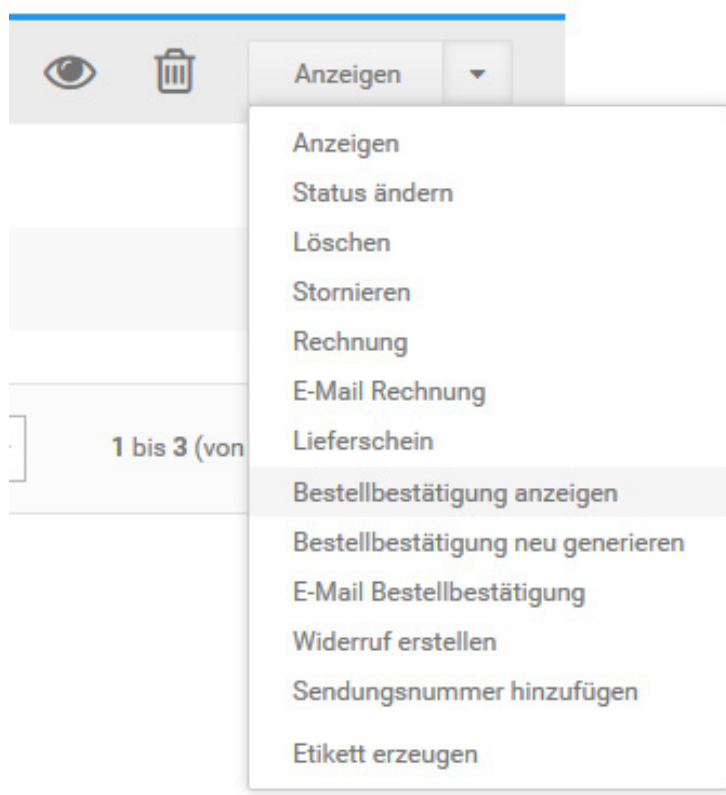 Anzeigen
Anzeigen
Status ändern
Löschen
Stornieren
Rechnung
E-Mail Rechnung
Lieferschein
1 bis 3 (von
Bestellbestätigung anzeigen
Bestellbestätigung neu generieren
E-Mail Bestellbestätigung
Widerruf erstellen
Sendungsnummer hinzufügen
Etikett erzeugen